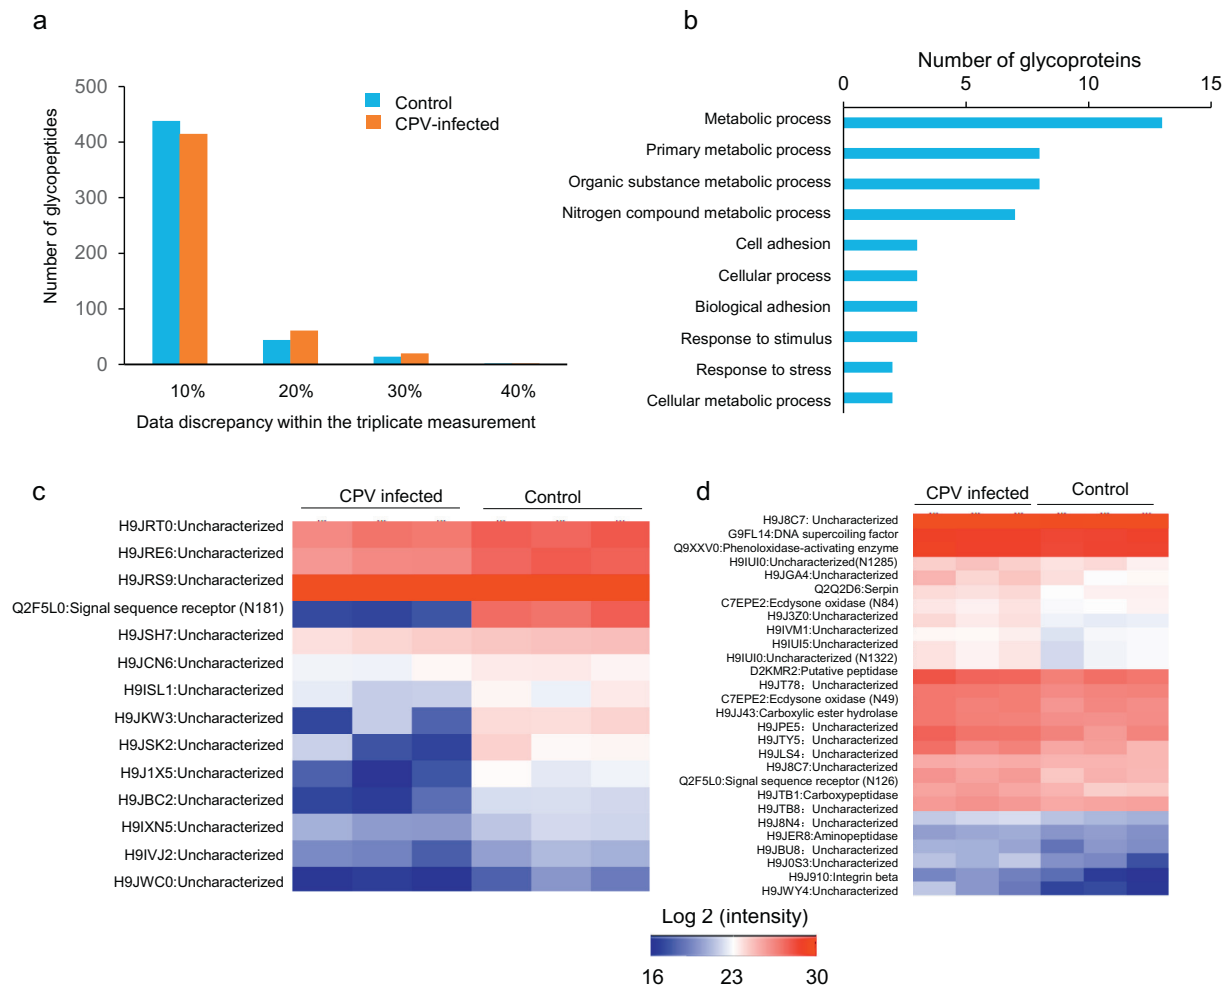 a
Number of glycopeptides
500
400
300
200
100
0
Control
CPV-infected
10% 20% 30% 40%
Data discrepancy within the triplicate measurement
b
Number of glycoproteins
0 5 10 15
Metabolic process
Primary metabolic process
Organic substance metabolic process
Nitrogen compound metabolic process
Cell adhesion
Cellular process
Biological adhesion
Response to stimulus
Response to stress
Cellular metabolic process
c
CPV infected Control
H9JRT0:Uncharacterized
H9JRE6:Uncharacterized
H9JRS9:Uncharacterized
Q2F5L0:Signal sequence receptor (N181)
H9JSH7:Uncharacterized
H9JCN6:Uncharacterized
H9ISL1:Uncharacterized
H9JKW3:Uncharacterized
H9JSK2:Uncharacterized
H9J1X5:Uncharacterized
H9JBC2:Uncharacterized
H9IXN5:Uncharacterized
H9IVJ2:Uncharacterized
H9JWC0:Uncharacterized
d
CPV infected Control
H9J8C7: Uncharacterized
G9FL14:DNA supercoiling factor
Q9XXV0:Phenoloxidase-activating enzyme
H9IUI0:Uncharacterized(N1285)
H9JGA4:Uncharacterized
Q2Q2D6:Serpin
C7EPE2:Ecdysone oxidase (N84)
H9J3Z0:Uncharacterized
H9IVM1:Uncharacterized
H9IUI5:Uncharacterized
H9IUI0:Uncharacterized (N1322)
D2KMR2:Putative peptidase
H9JT78：Uncharacterized
C7EPE2:Ecdysone oxidase (N49)
H9JJ43:Carboxylic ester hydrolase
H9JPE5：Uncharacterized
H9JTY5：Uncharacterized
H9JLS4：Uncharacterized
H9J8C7:Uncharacterized
Q2F5L0:Signal sequence receptor (N126)
H9JTB1:Carboxypeptidase
H9JTB8：Uncharacterized
H9J8N4：Uncharacterized
H9JER8:Aminopeptidase
H9JBU8：Uncharacterized
H9J0S3:Uncharacterized
H9J910:Integrin beta
H9JWY4:Uncharacterized
Log 2 (intensity)
16 23 30